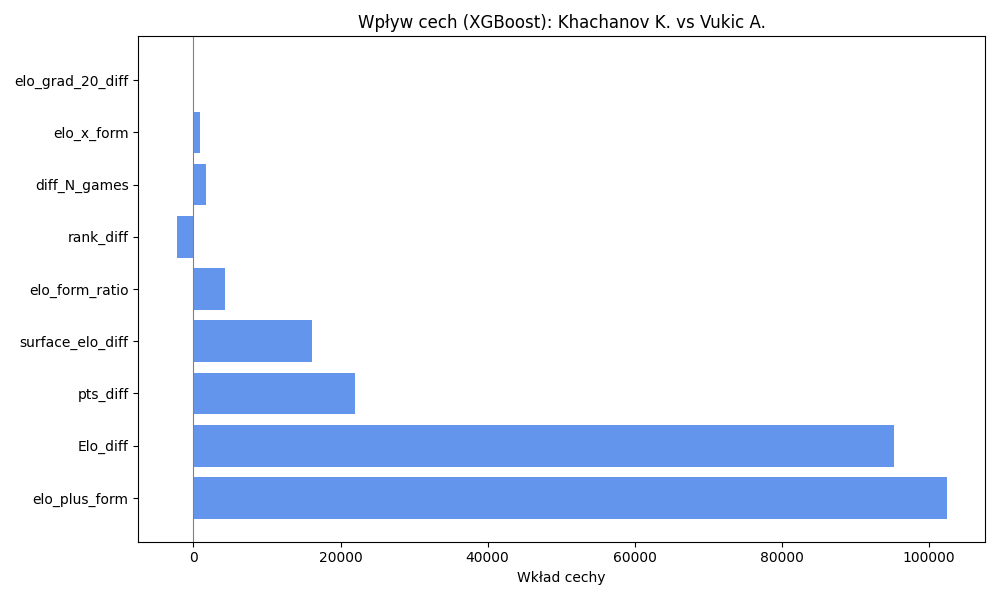 Wpływ cech (XGBoost): Khachanov K. vs Vukic A.
elo_grad_20_diff
elo_x_form
diff_N_games
rank_diff
elo_form_ratio
surface_elo_diff
pts_diff
Elo_diff
elo_plus_form
0 20000 40000 60000 80000 100000
Wkład cechy